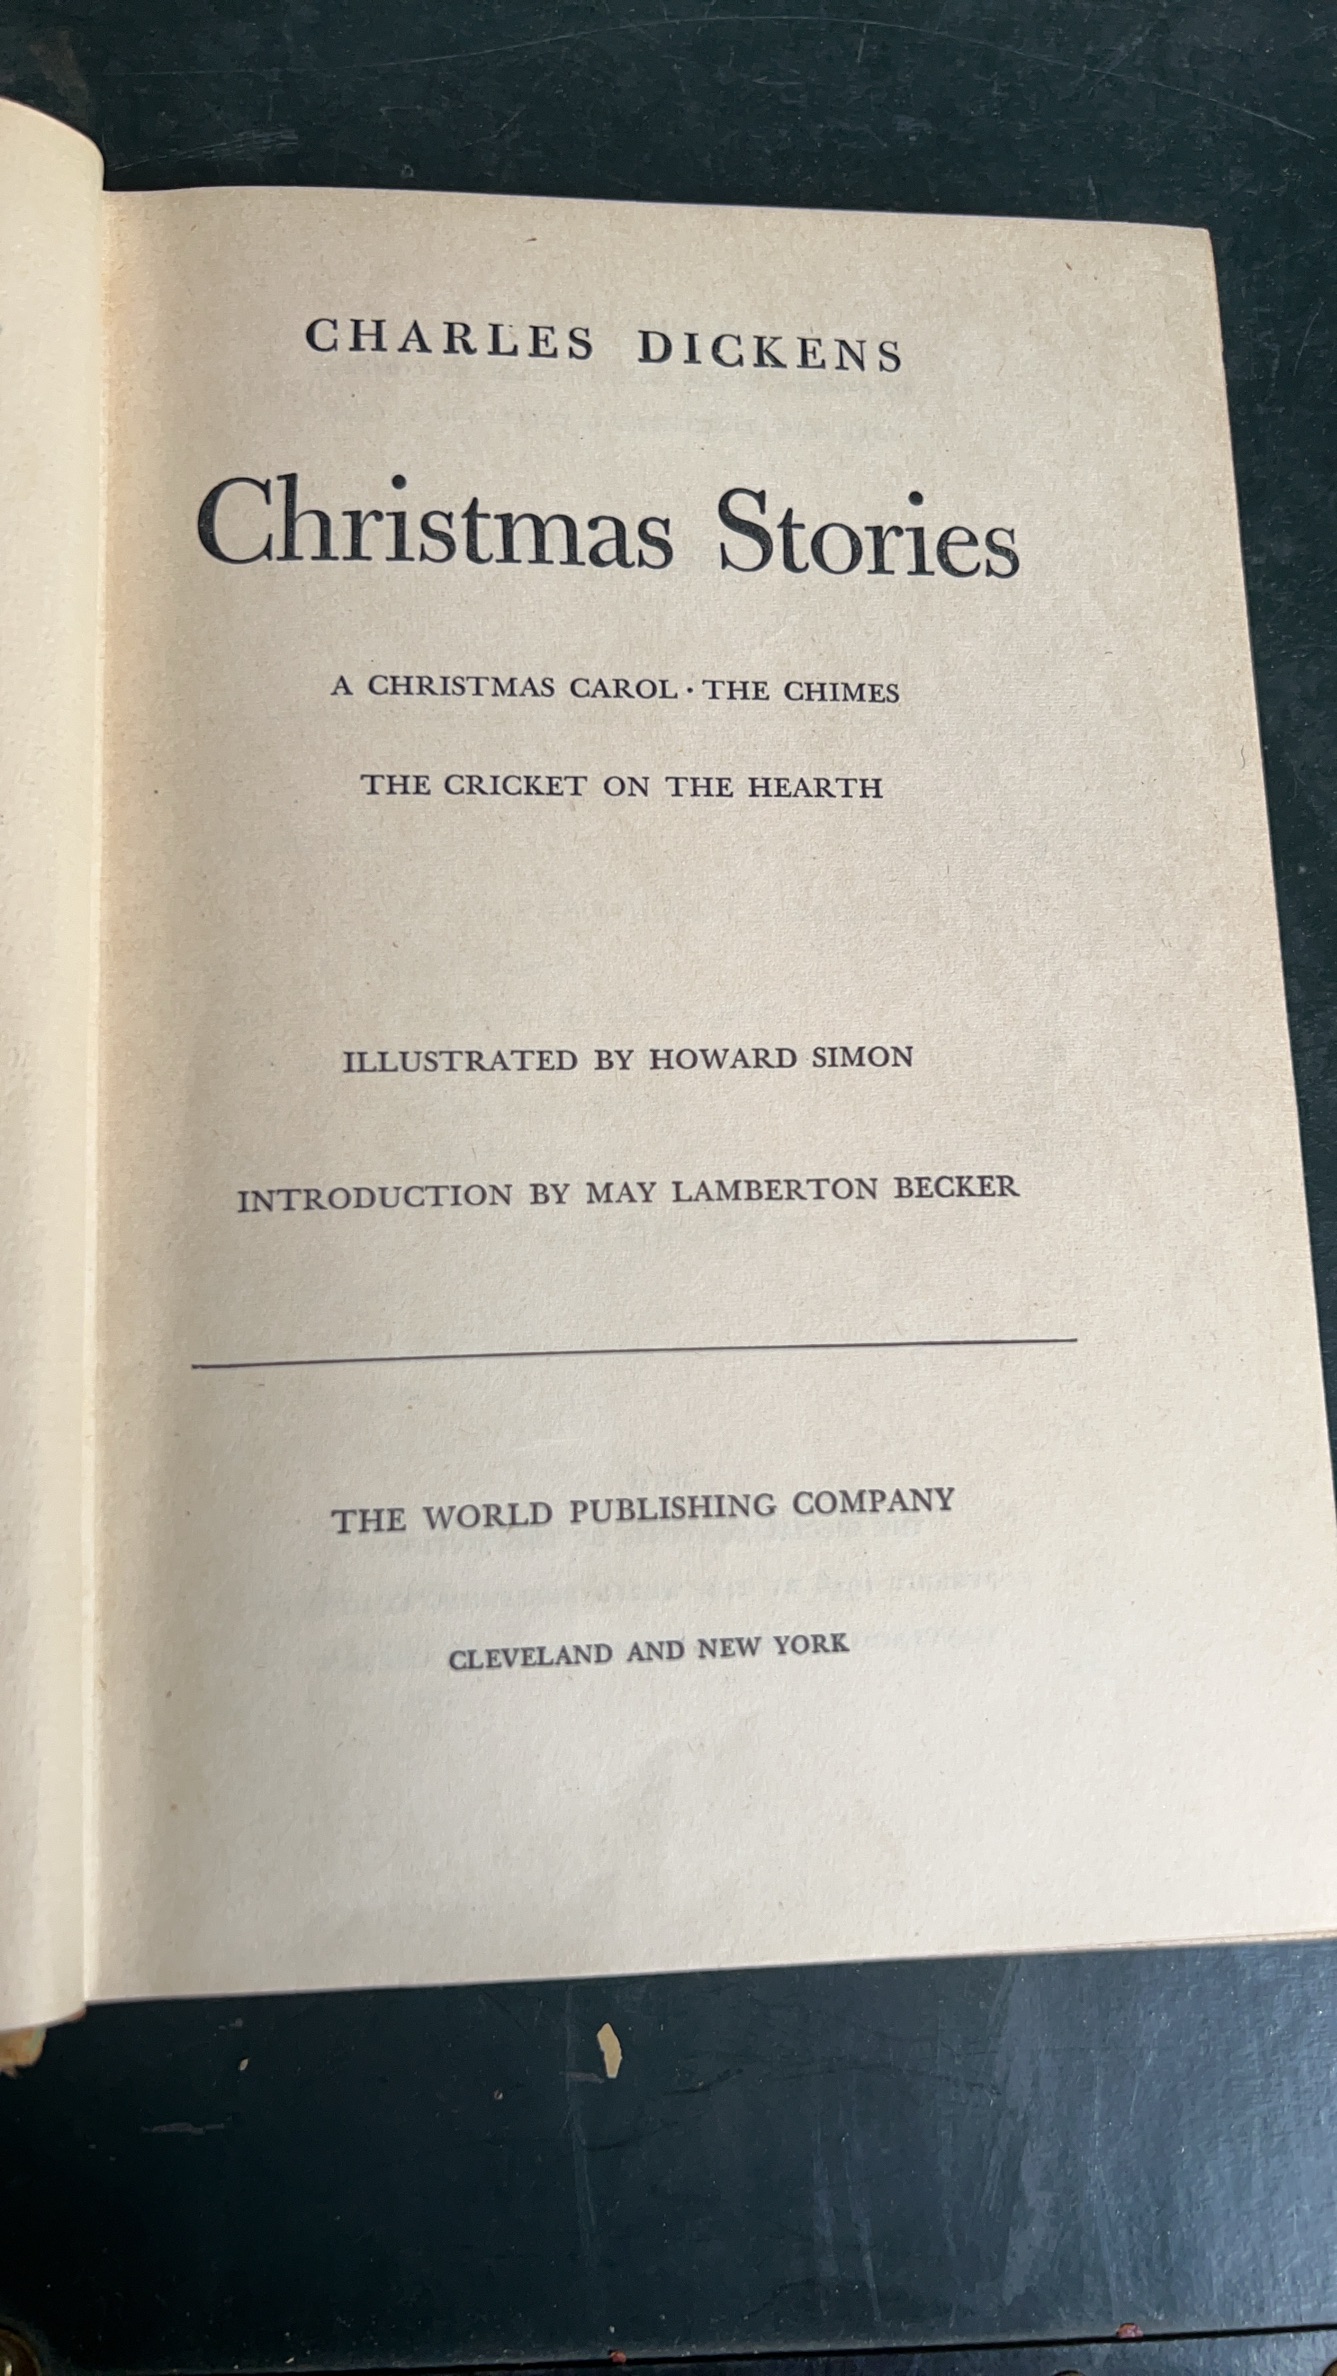 CHARLES DICKENS
Christmas Stories
A CHRISTMAS CAROL · THE CHIMES
THE CRICKET ON THE HEARTH
ILLUSTRATED BY HOWARD SIMON
INTRODUCTION BY MAY LAMBERTON BECKER
THE WORLD PUBLISHING COMPANY
CLEVELAND AND NEW YORK